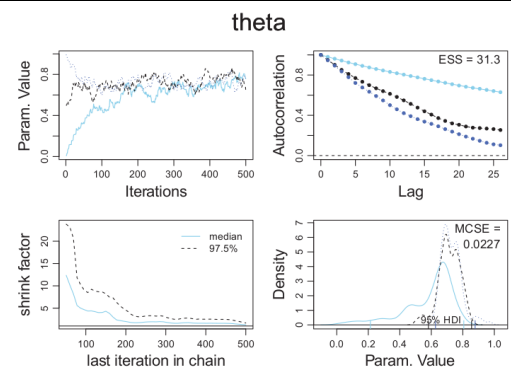 theta
Param. Value
0.0 0.4 0.8
0 100 200 300 400 500
Iterations
Autocorrelation
0.0 0.4 0.8
ESS = 31.3
0 5 10 15 20 25
Lag
shrink factor
5 10 15 20
median
97.5%
100 200 300 400 500
last iteration in chain
Density
0 1 2 3 4 5 6 7
MCSE =
0.0227
95% HDI
0.0 0.2 0.4 0.6 0.8 1.0
Param. Value